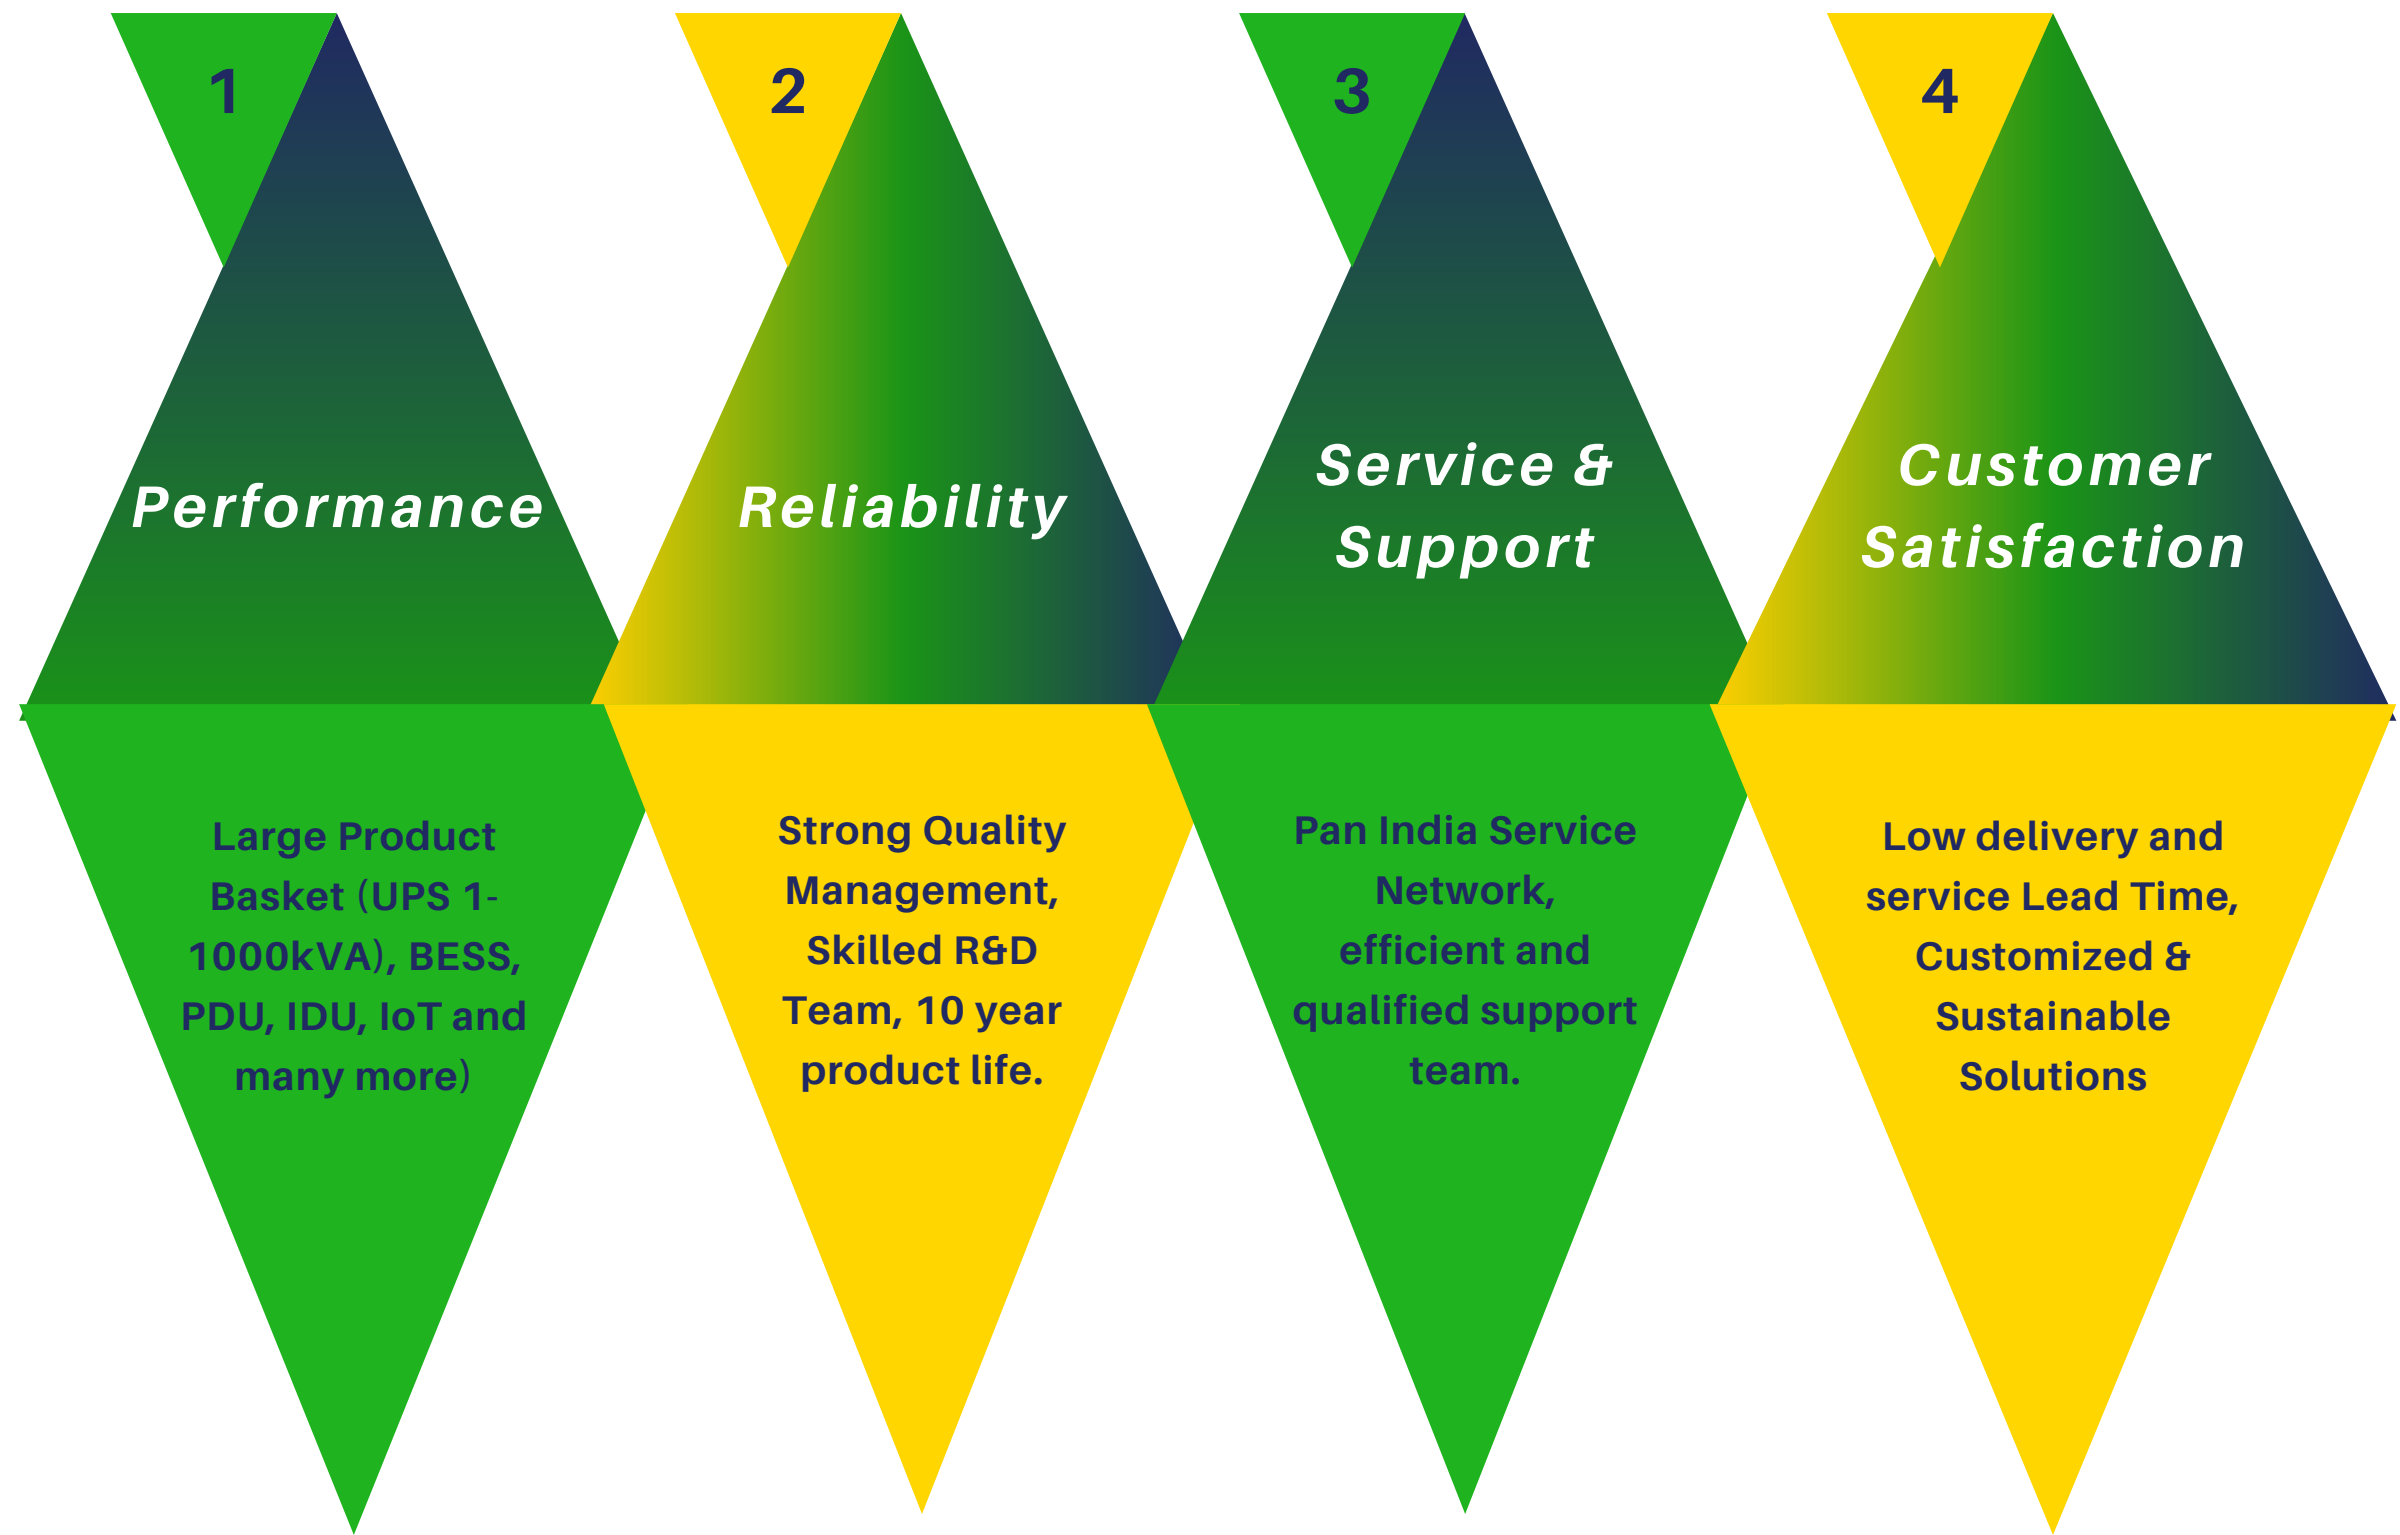 1
Performance
Large Product
Basket (UPS 1-
1000kVA), BESS,
PDU, IDU, IoT and
many more)
2
Reliability
Strong Quality
Management,
Skilled R&D
Team, 10 year
product life.
3
Service &
Support
Pan India Service
Network,
efficient and
qualified support
team.
4
Customer
Satisfaction
Low delivery and
service Lead Time,
Customized &
Sustainable
Solutions